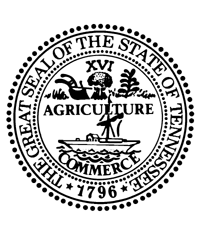 THE GREAT SEAL OF THE STATE OF TENNESSEE
XVI
AGRICULTURE
COMMERCE
1796